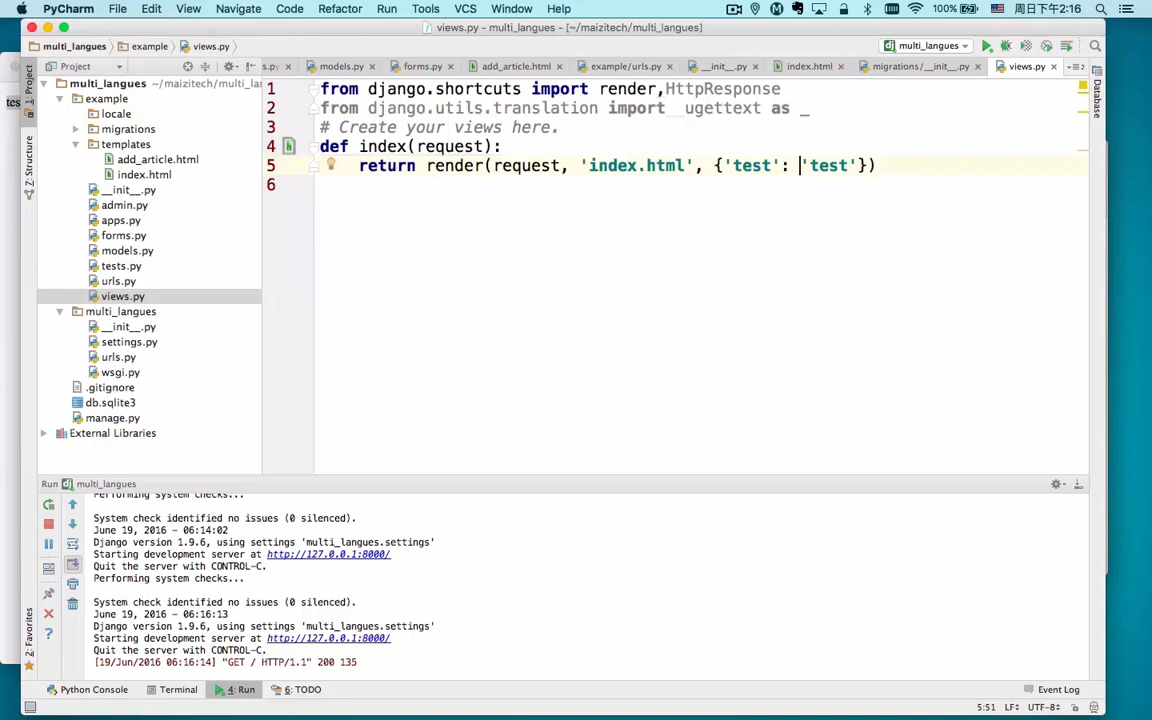 PyCharm File Edit View Navigate Code Refactor Run Tools VCS Window Help 100% 周日下午2:16
views.py - multi_langues - [~/maizitech/multi_langues]
multi_langues example views.py multi_langues
Project s.py models.py forms.py add_article.html example/urls.py __init__.py index.html migrations/__init__.py views.py
1: Project
Z: Structure
2: Favorites
Database
multi_langues ~/maizitech/multi_lang
example
locale
migrations
templates
add_article.html
index.html
__init__.py
admin.py
apps.py
forms.py
models.py
tests.py
urls.py
views.py
multi_langues
__init__.py
settings.py
urls.py
wsgi.py
.gitignore
db.sqlite3
manage.py
External Libraries
1 from django.shortcuts import render,HttpResponse
2 from django.utils.translation import ugettext as _
3 # Create your views here.
4 def index(request):
5 return render(request, 'index.html', {'test': 'test'})
6
Run multi_langues
Performing system checks...
System check identified no issues (0 silenced).
June 19, 2016 - 06:14:02
Django version 1.9.6, using settings 'multi_langues.settings'
Starting development server at http://127.0.0.1:8000/
Quit the server with CONTROL-C.
Performing system checks...
System check identified no issues (0 silenced).
June 19, 2016 - 06:16:13
Django version 1.9.6, using settings 'multi_langues.settings'
Starting development server at http://127.0.0.1:8000/
Quit the server with CONTROL-C.
[19/Jun/2016 06:16:14] "GET / HTTP/1.1" 200 135
Python Console Terminal 4: Run 6: TODO Event Log
5:51 LF UTF-8